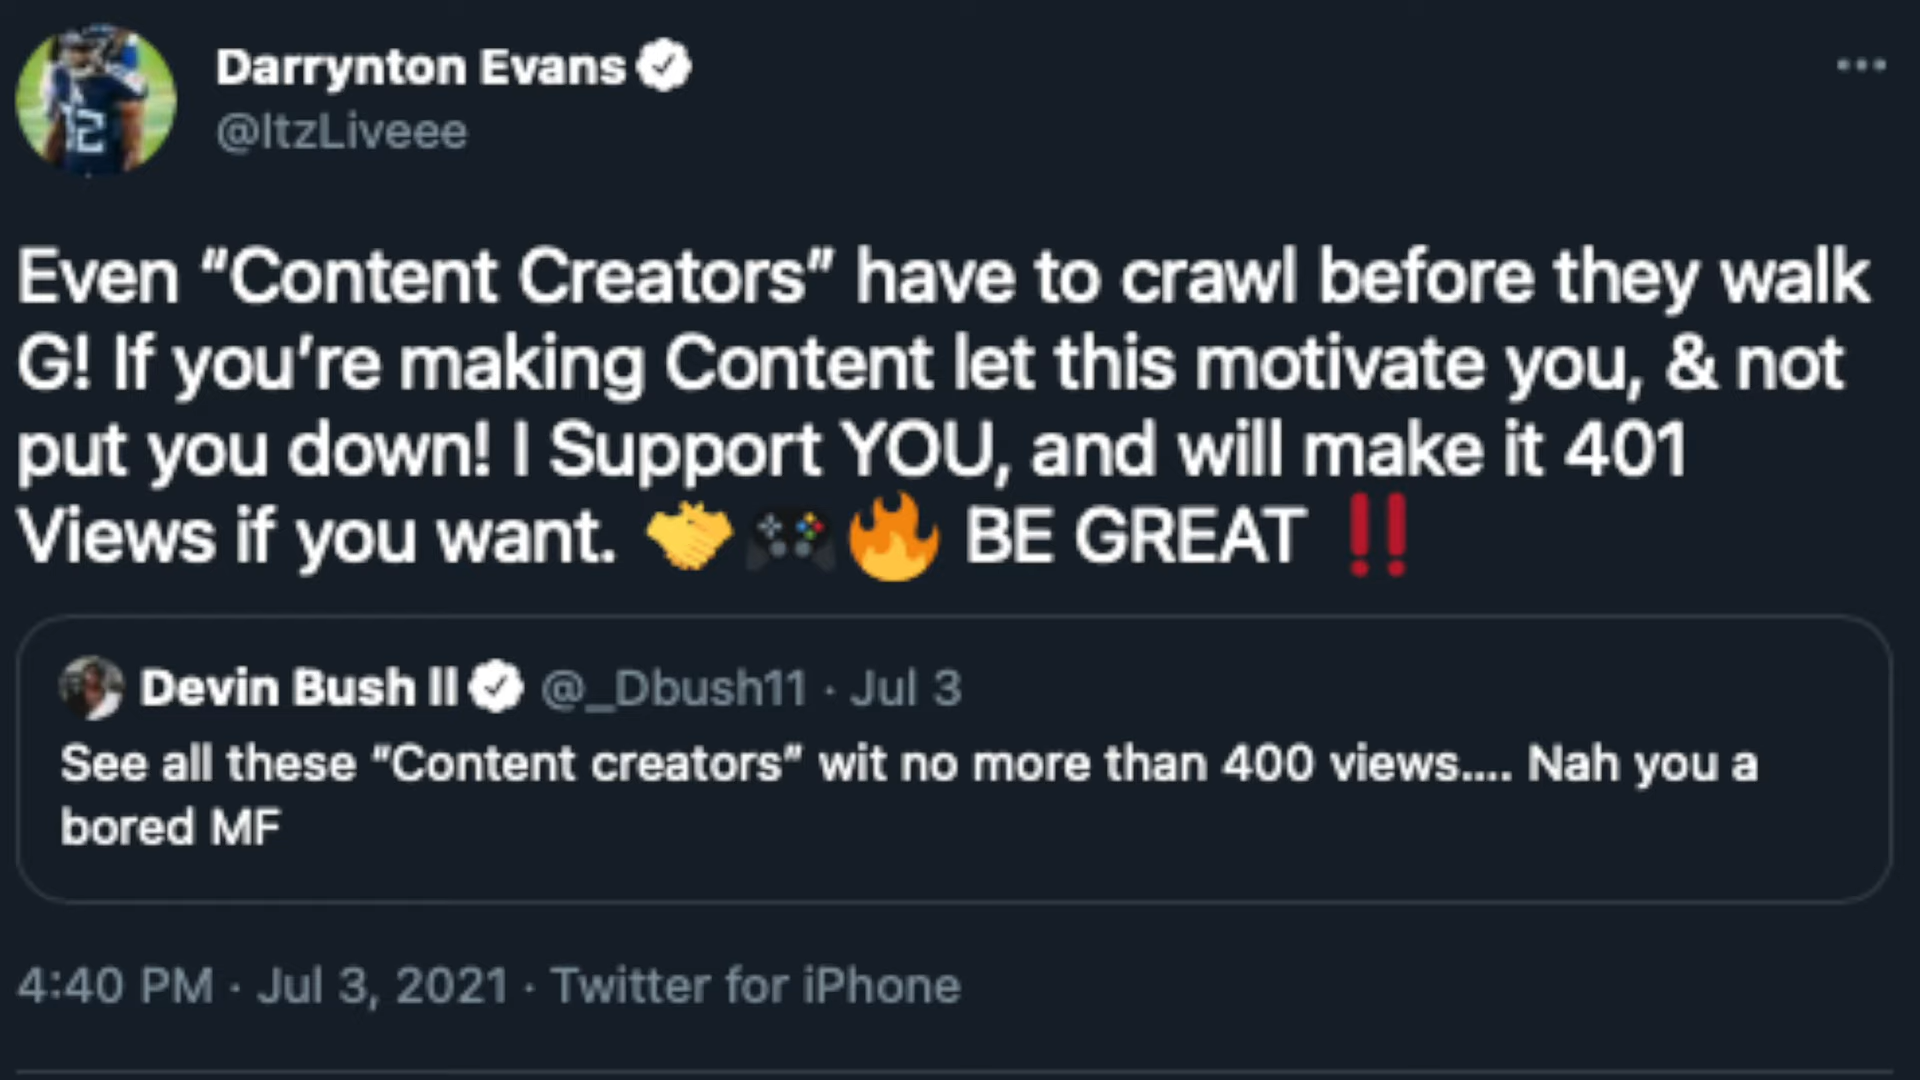 Darrynton Evans
@ItzLiveee
Even “Content Creators” have to crawl before they walk
G! If you’re making Content let this motivate you, & not
put you down! I Support YOU, and will make it 401
Views if you want. 🤝🎮🔥 BE GREAT ‼️
Devin Bush II @_Dbush11 · Jul 3
See all these “Content creators” wit no more than 400 views.... Nah you a
bored MF
4:40 PM · Jul 3, 2021 · Twitter for iPhone